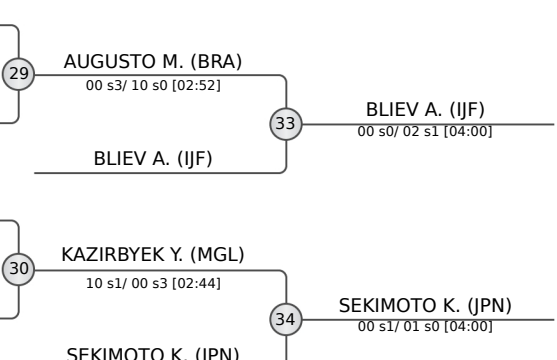 29
AUGUSTO M. (BRA)
00 s3/ 10 s0 [02:52]
33
BLIEV A. (IJF)
00 s0/ 02 s1 [04:00]
BLIEV A. (IJF)
30
KAZIRBYEK Y. (MGL)
10 s1/ 00 s3 [02:44]
34
SEKIMOTO K. (JPN)
00 s1/ 01 s0 [04:00]
SEKIMOTO K. (JPN)